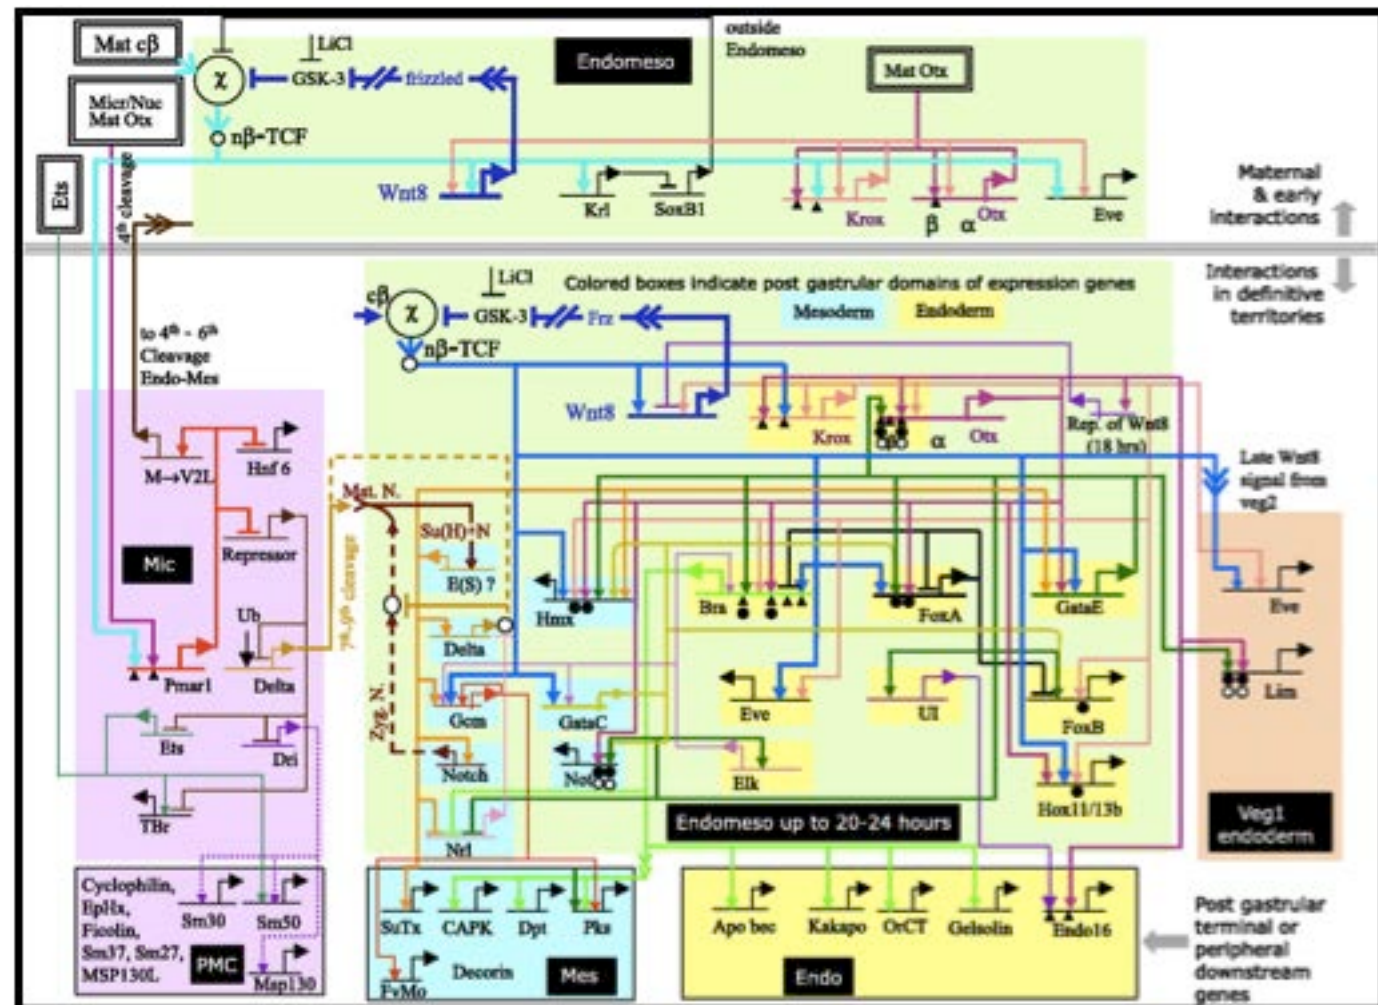 Mat cβ
χ
LiCl
GSK-3
frizzled
Endomeso
outside
Endomeso
Mat Otx
Micr/Nuc
Mat Otx
nβ-TCF
Ets
4th cleavage
Wnt8
Krl
SoxB1
Krox
β
α
Otx
Eve
Maternal
& early
interactions
Interactions
in definitive
territories
Colored boxes indicate post gastrular domains of expression genes
Mesoderm
Endoderm
cβ
χ
LiCl
GSK-3
Frz
nβ-TCF
to 4th - 6th
Cleavage
Endo-Mes
Wnt8
Krox
β
α
Otx
Rep. of Wnt8
(18 hrs)
M→V2L
Hnf 6
Mat. N.
Late Wnt8
signal from
veg2
Su(H)+N
Repressor
Mic
E(S) ?
7th-9th cleavage
Hmx
Bra
FoxA
GataE
Eve
Ub
Delta
Pmar1
Delta
Lim
Zyg. N.
Gcm
GataC
Eve
UI
FoxB
Ets
Dri
Notch
Not
Elk
Hox11/13b
TBr
Nrl
Endomeso up to 20-24 hours
Veg1
endoderm
Cyclophilin,
EpHx,
Ficolin,
Sm37, Sm27,
MSP130L
PMC
Sm30
Sm50
Msp130
SuTx
CAPK
Dpt
Pks
FvMo
Decorin
Mes
Apo bec
Kakapo
OrCT
Gelsolin
Endo16
Endo
Post gastrular
terminal or
peripheral
downstream
genes